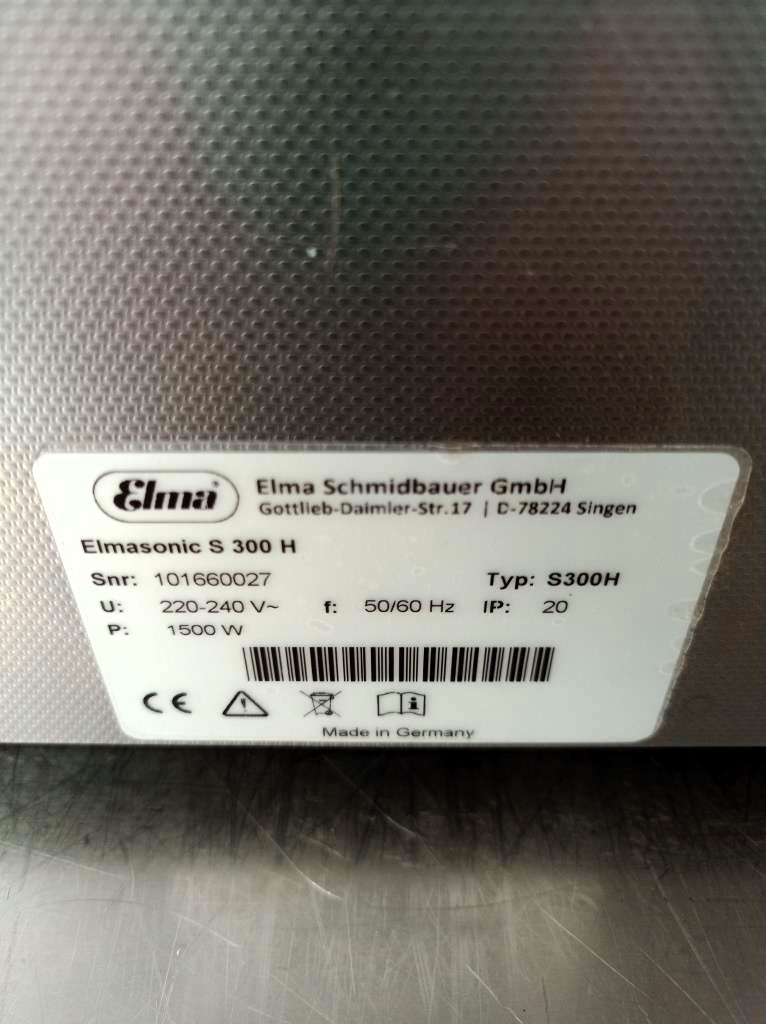 Elma Elma Schmidbauer GmbH
Gottlieb-Daimler-Str.17 | D-78224 Singen
Elmasonic S 300 H
Snr: 101660027 Typ: S300H
U: 220-240 V~ f: 50/60 Hz IP: 20
P: 1500 W
CE
Made in Germany